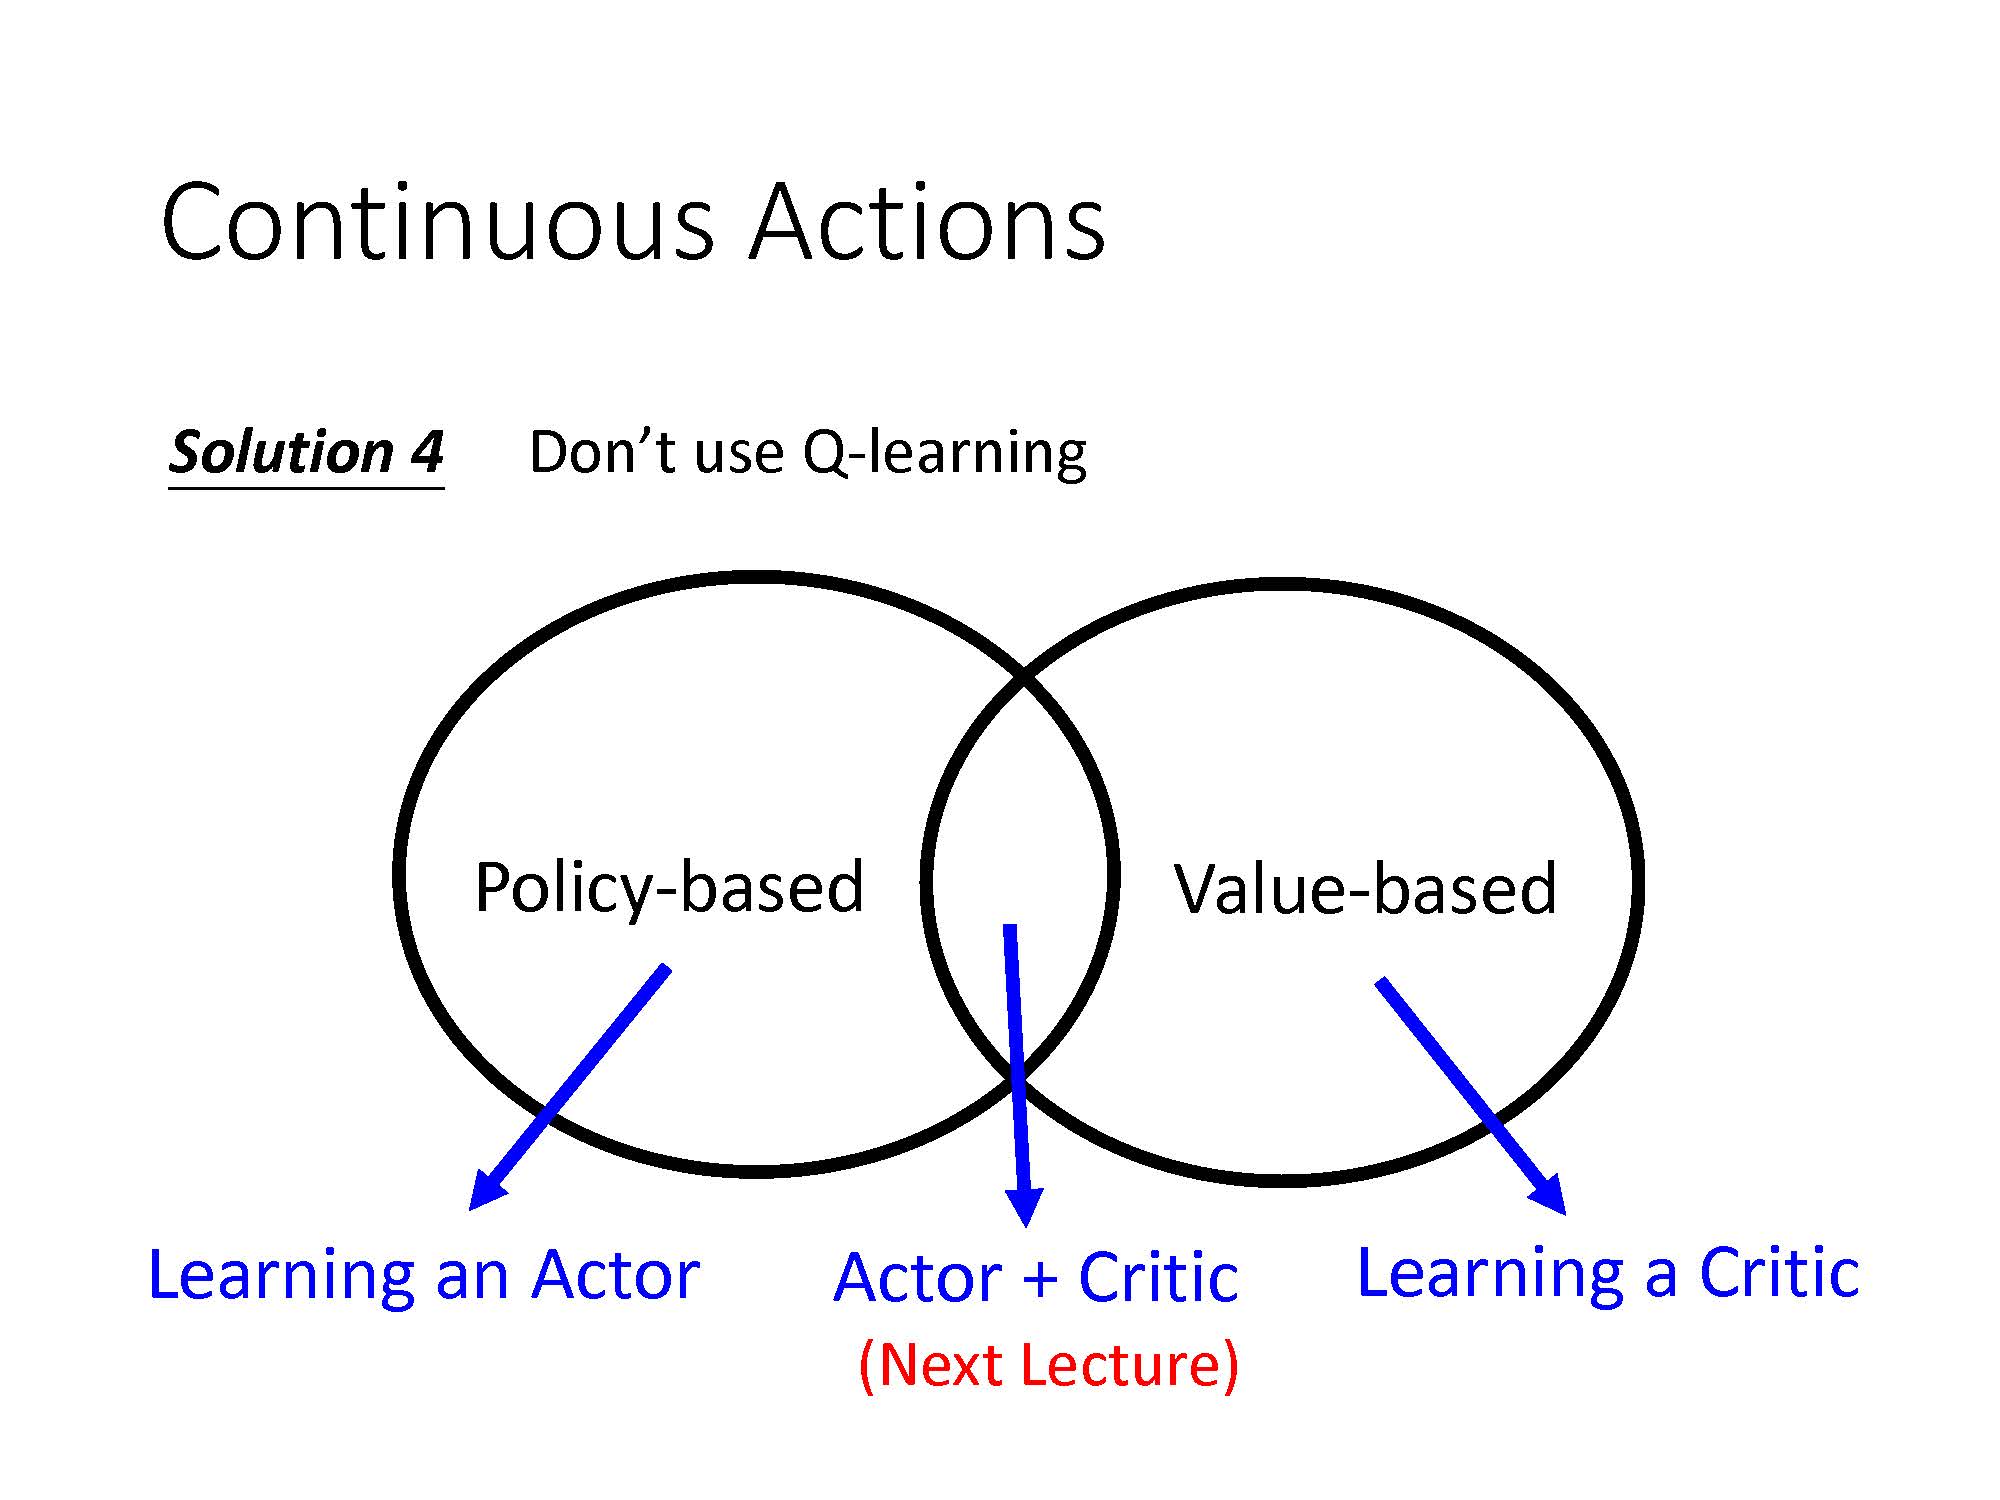 Continuous Actions
Solution 4 Don’t use Q-learning
Policy-based Value-based
Learning an Actor Actor + Critic Learning a Critic
(Next Lecture)